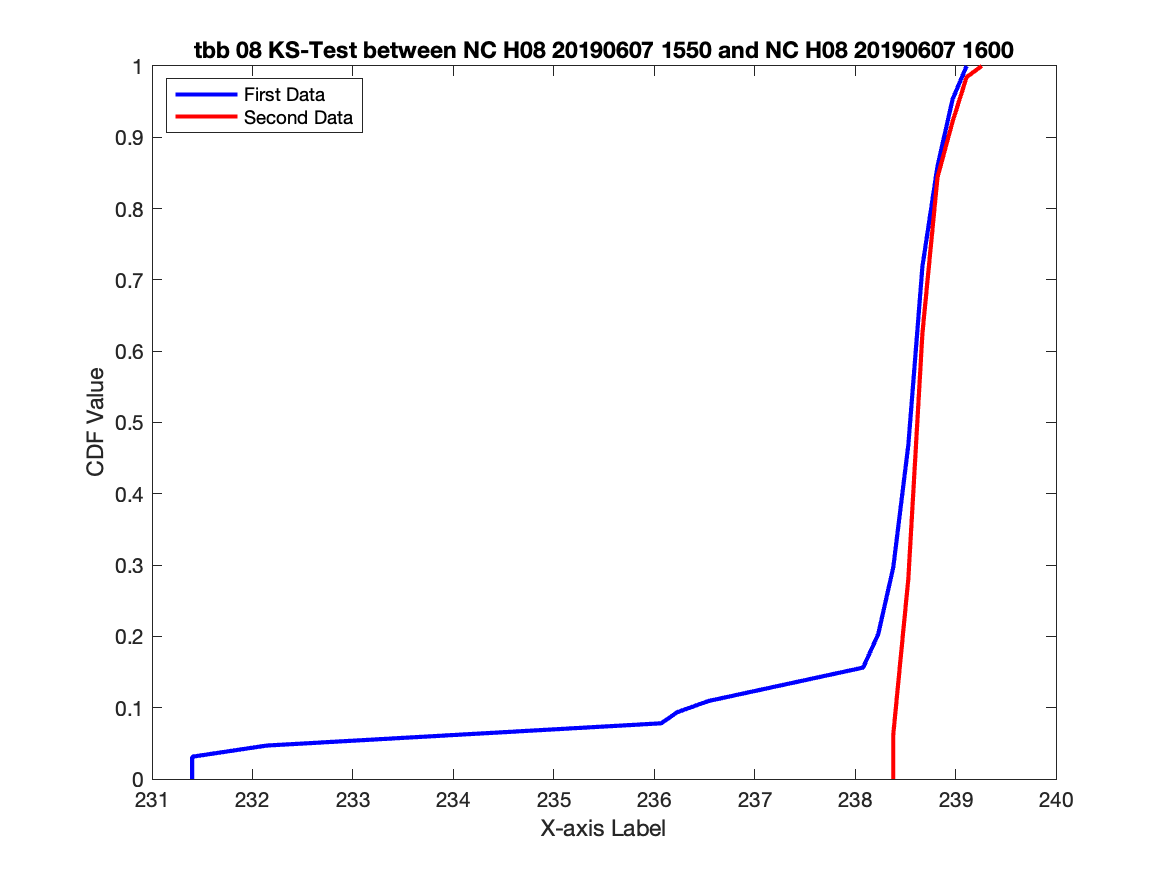 tbb 08 KS-Test between NC H08 20190607 1550 and NC H08 20190607 1600
First Data
Second Data
1
0.9
0.8
0.7
0.6
0.5
0.4
0.3
0.2
0.1
0
CDF Value
231 232 233 234 235 236 237 238 239 240
X-axis Label